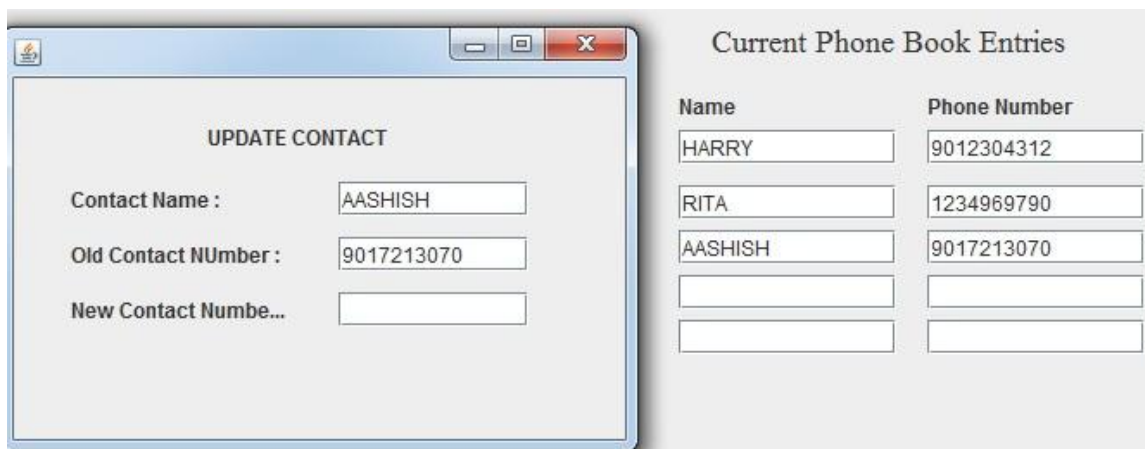 UPDATE CONTACT
Contact Name : AASHISH
Old Contact NUmber : 9017213070
New Contact Numbe...
Current Phone Book Entries
Name Phone Number
HARRY 9012304312
RITA 1234969790
AASHISH 9017213070